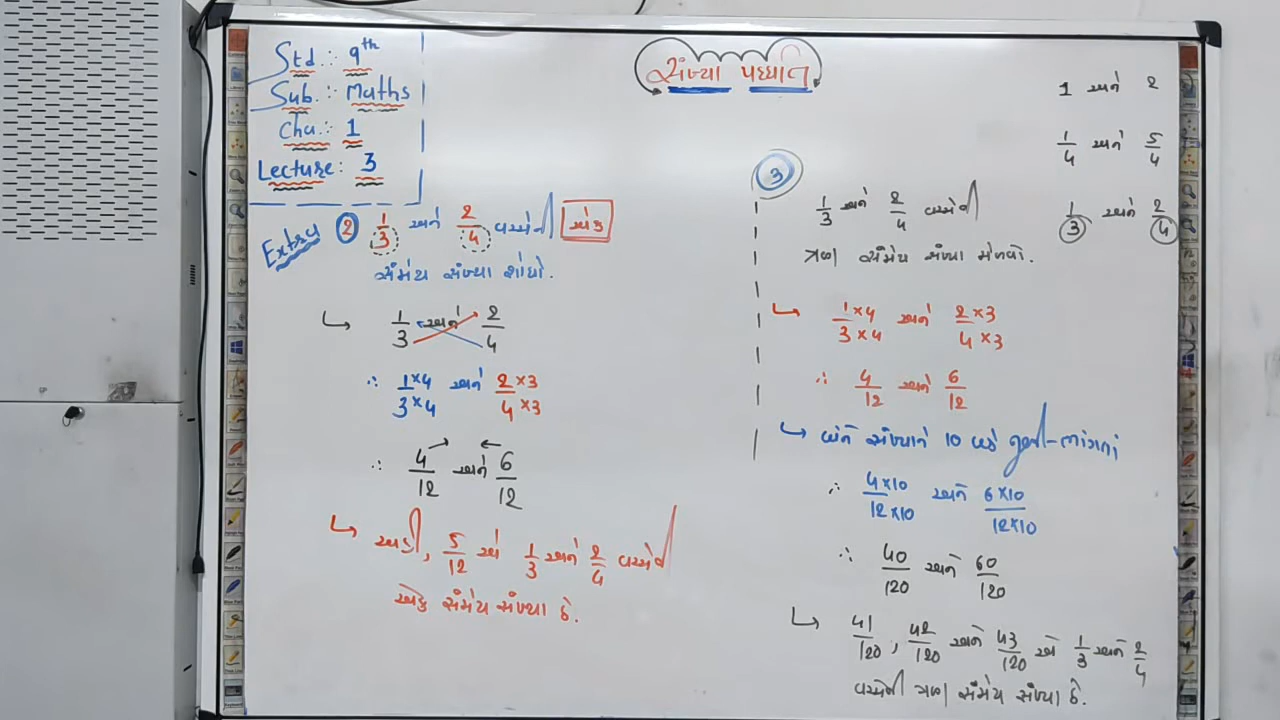 Std.: 9th
Sub.: Maths
Cha.: 1
Lecture: 3
સંખ્યા પધ્ધતિ
1 અને 2
1/4 અને 5/4
1/3 અને 2/4
Extra 2 1/3 અને 2/4 વચ્ચેની એક
સંમેય સંખ્યા શોધો.
↳ 1/3 અને 2/4
∴ 1×4/3×4 અને 2×3/4×3
∴ 4/12 અને 6/12
↳ અહીં, 5/12 એ 1/3 અને 2/4 વચ્ચેની
એક સંમેય સંખ્યા છે.
3
1/3 અને 2/4 વચ્ચેની
ત્રણ સંમેય સંખ્યા મેળવો.
↳ 1×4/3×4 અને 2×3/4×3
∴ 4/12 અને 6/12
↳ બંને સંખ્યાને 10 વડે ગુણી-ભાગતાં
∴ 4×10/12×10 અને 6×10/12×10
∴ 40/120 અને 60/120
↳ 41/120, 42/120 અને 43/120 એ 1/3 અને 2/4
વચ્ચેની ત્રણ સંમેય સંખ્યા છે.